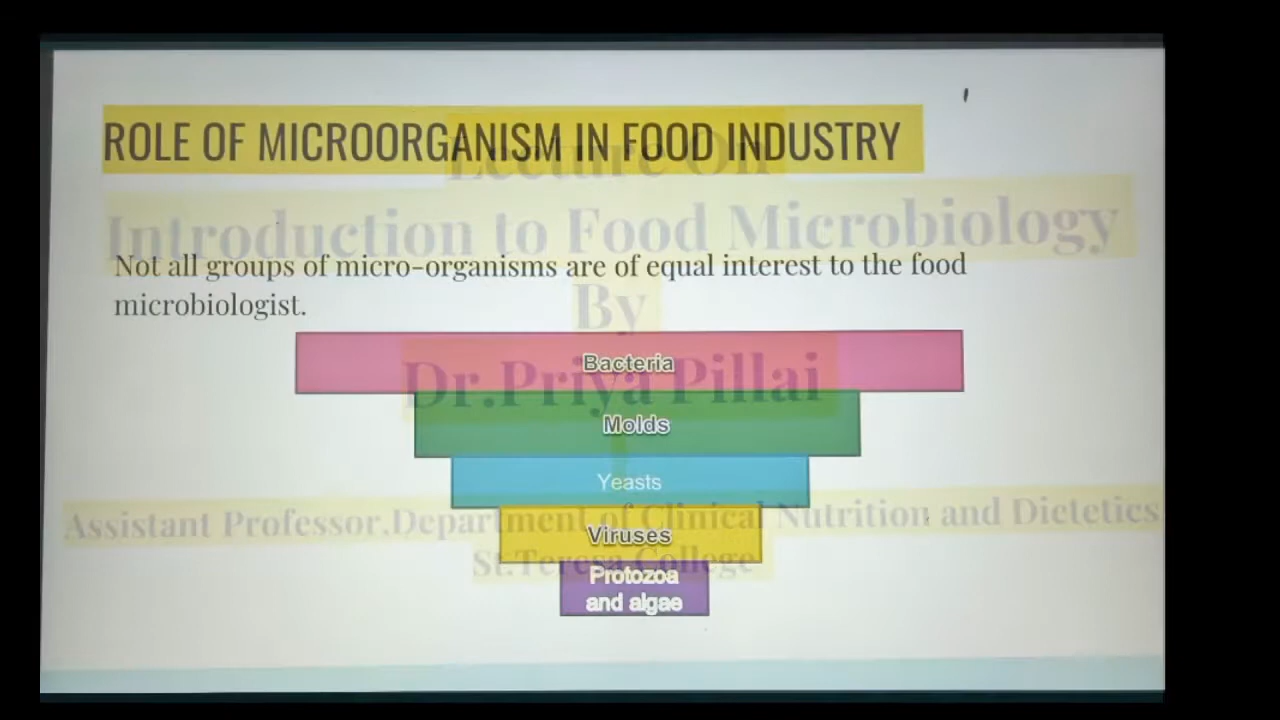 ROLE OF MICROORGANISM IN FOOD INDUSTRY
Lecture On
Introduction to Food Microbiology
Not all groups of micro-organisms are of equal interest to the food
microbiologist.
By
Bacteria
Dr.Priya Pillai
Molds
Yeasts
Assistant Professor.Department of Clinical Nutrition and Dietetics
Viruses
St.Teresa College
Protozoa
and algae